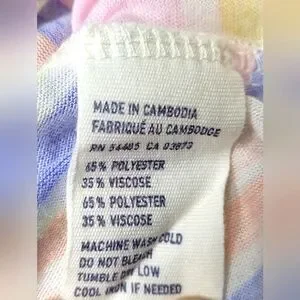 MADE IN CAMBODIA
FABRIQUÉ AU CAMBODGE
RN 54485 CA 03873
65% POLYESTER
35% VISCOSE
65% POLYESTER
35% VISCOSE
MACHINE WASH COLD
DO NOT BLEACH
TUMBLE DRY LOW
COOL IRON IF NEEDED